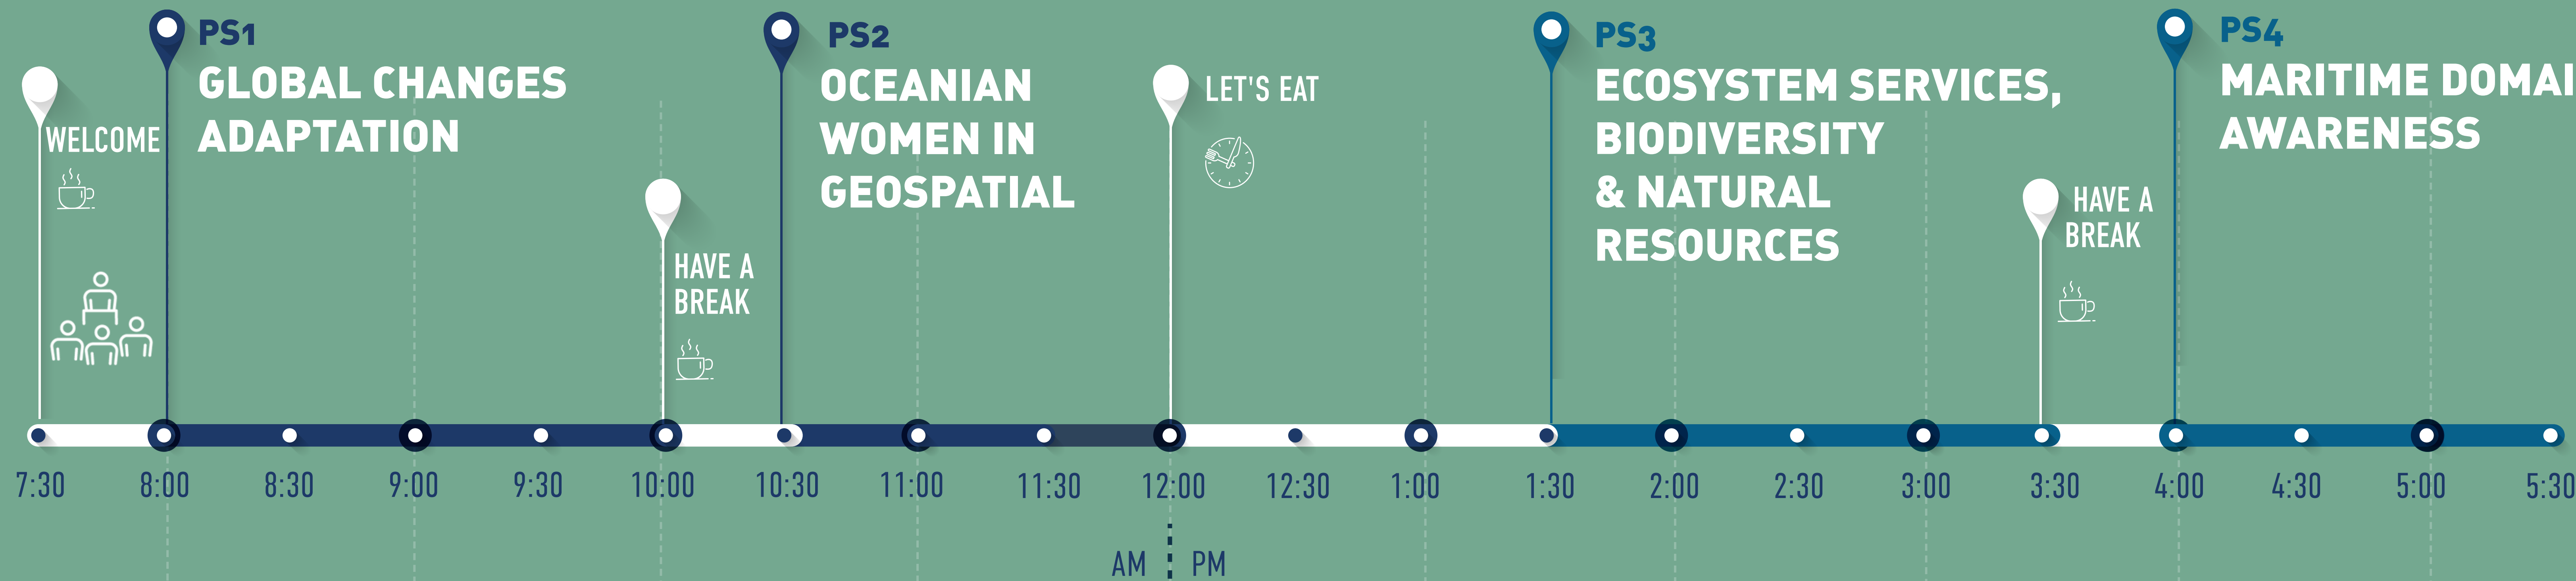 PS1
GLOBAL CHANGES
ADAPTATION
WELCOME
HAVE A
BREAK
PS2
OCEANIAN
WOMEN IN
GEOSPATIAL
LET'S EAT
PS3
ECOSYSTEM SERVICES,
BIODIVERSITY
& NATURAL
RESOURCES
HAVE A
BREAK
PS4
MARITIME DOMAI
AWARENESS
7:30 8:00 8:30 9:00 9:30 10:00 10:30 11:00 11:30 12:00 12:30 1:00 1:30 2:00 2:30 3:00 3:30 4:00 4:30 5:00 5:30
AM PM